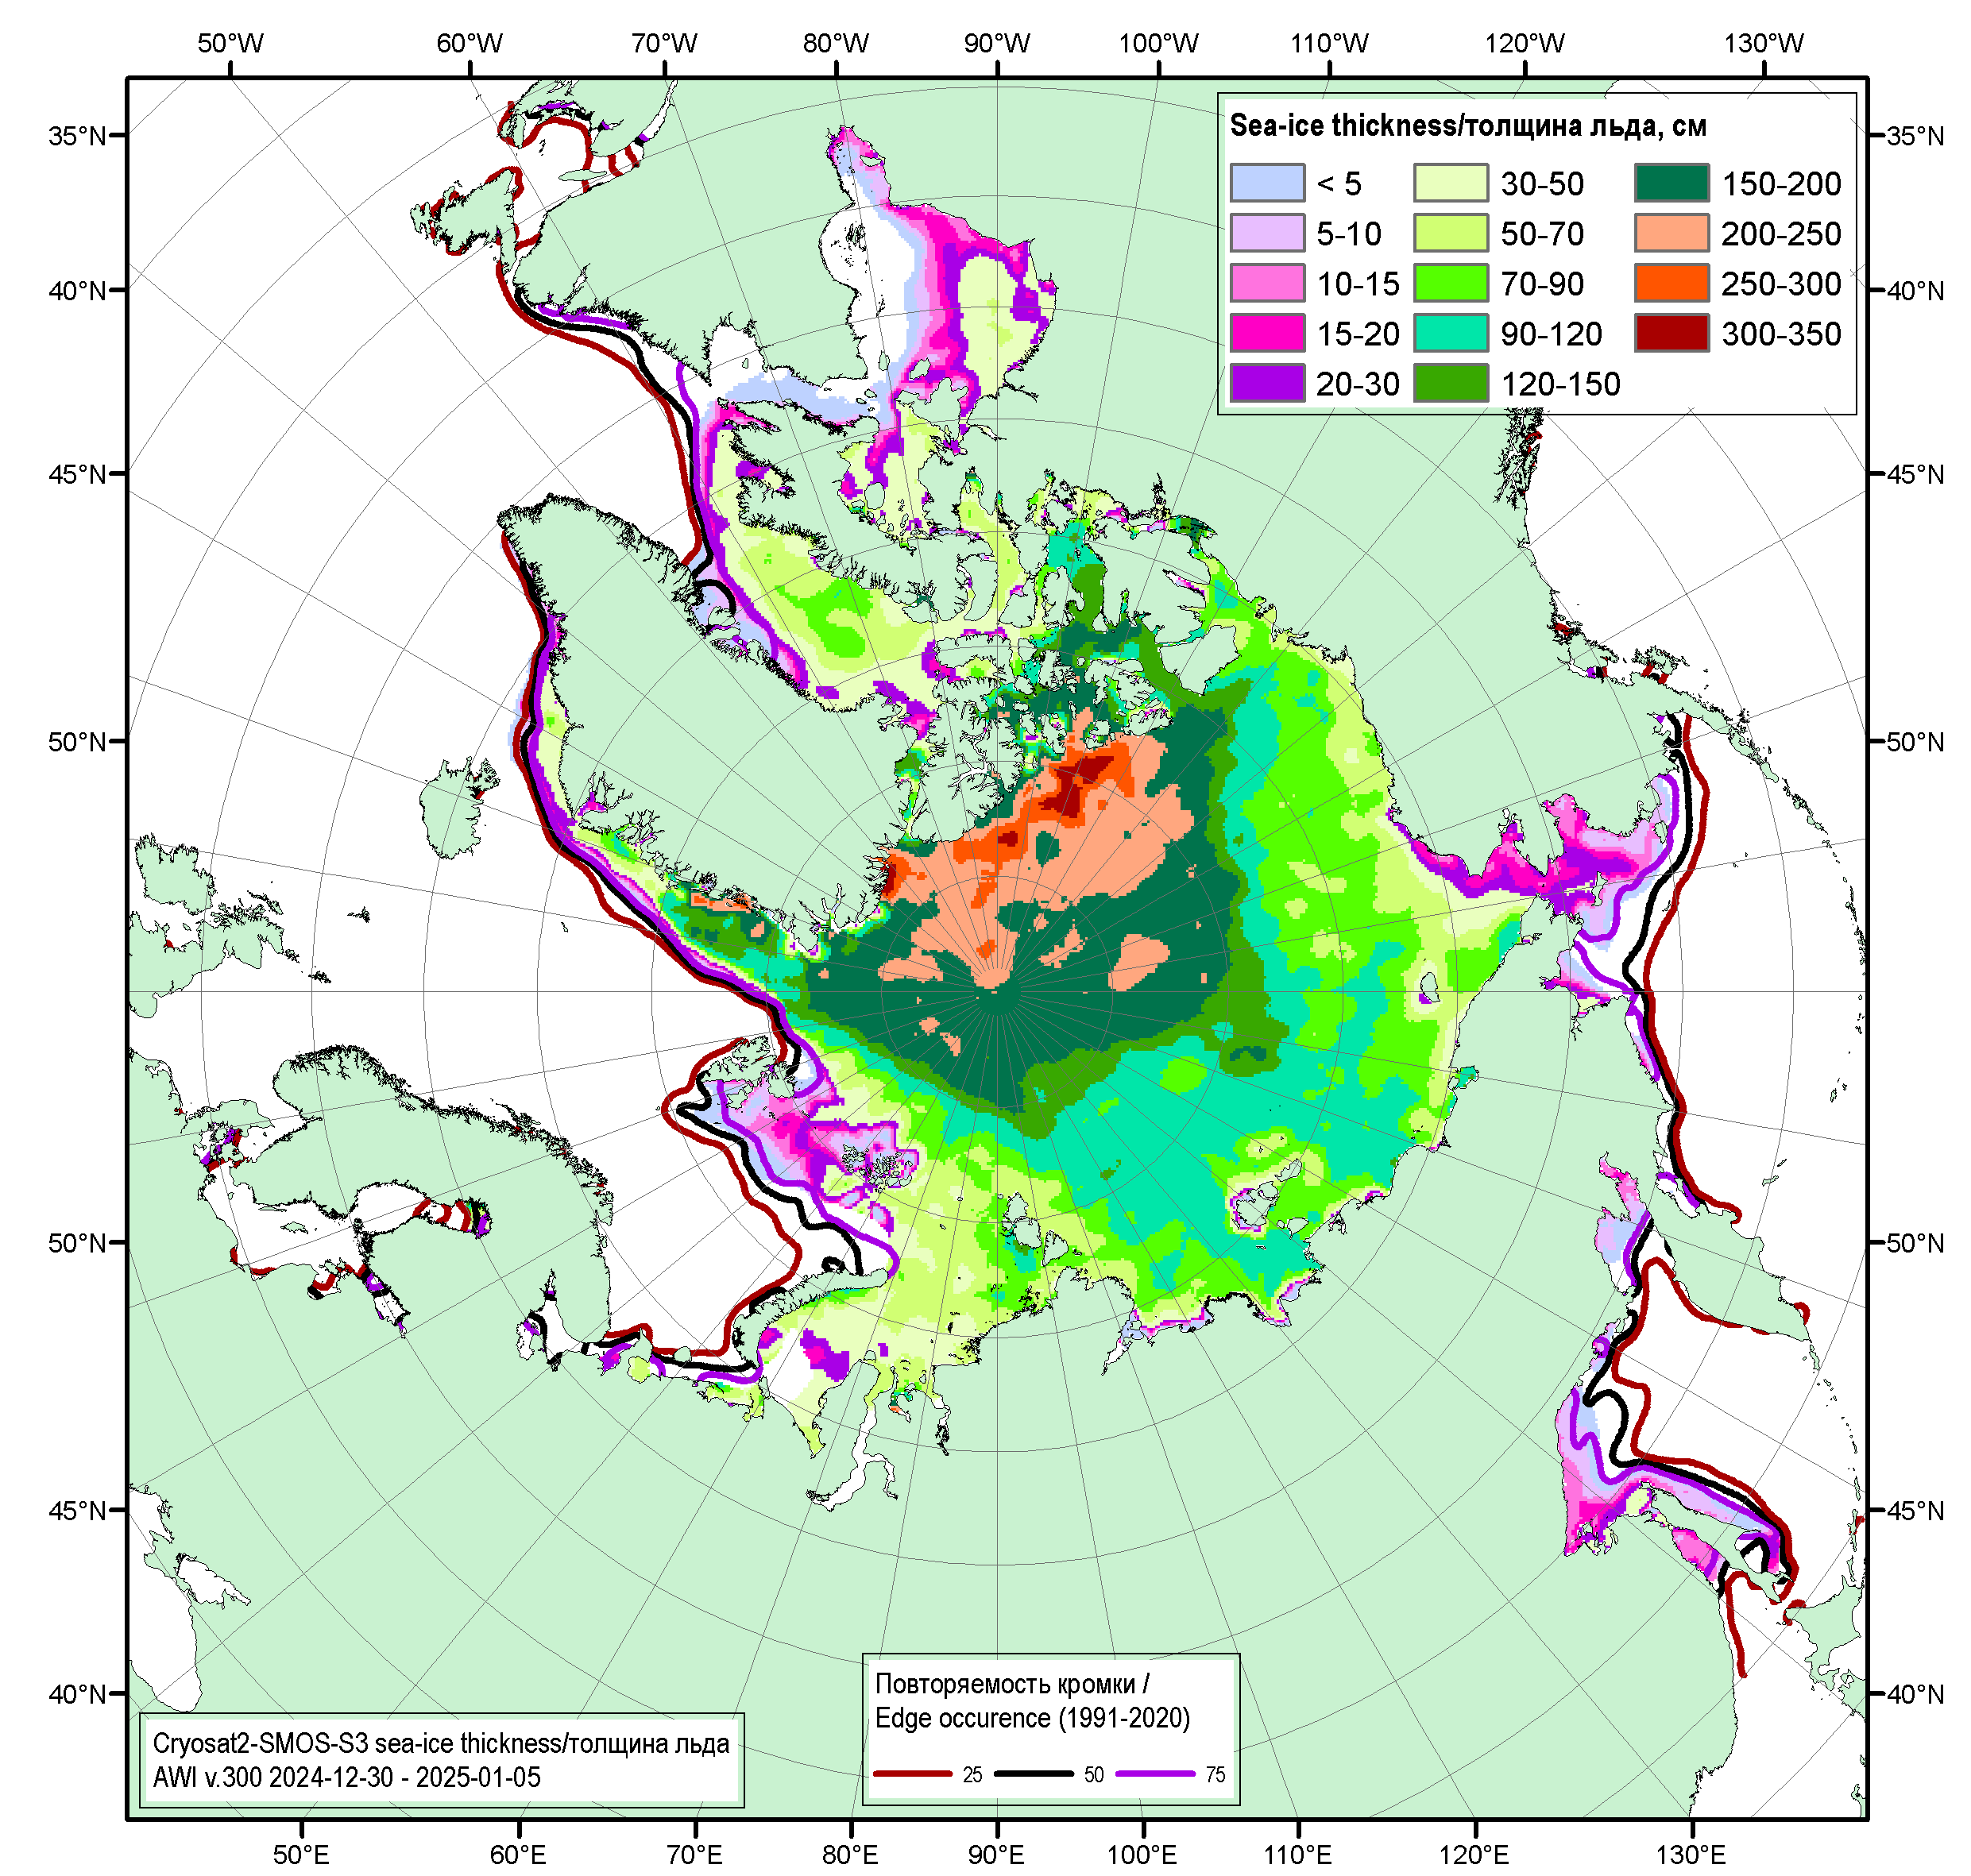 50°W 60°W 70°W 80°W 90°W 100°W 110°W 120°W 130°W
35°N 35°N
40°N 40°N
45°N 45°N
50°N 50°N
50°N 50°N
45°N 45°N
40°N 40°N
Sea-ice thickness/толщина льда, см
< 5 30-50 150-200
5-10 50-70 200-250
10-15 70-90 250-300
15-20 90-120 300-350
20-30 120-150
Повторяемость кромки /
Edge occurence (1991-2020)
25 50 75
Cryosat2-SMOS-S3 sea-ice thickness/толщина льда
AWI v.300 2024-12-30 - 2025-01-05
50°E 60°E 70°E 80°E 90°E 100°E 110°E 120°E 130°E